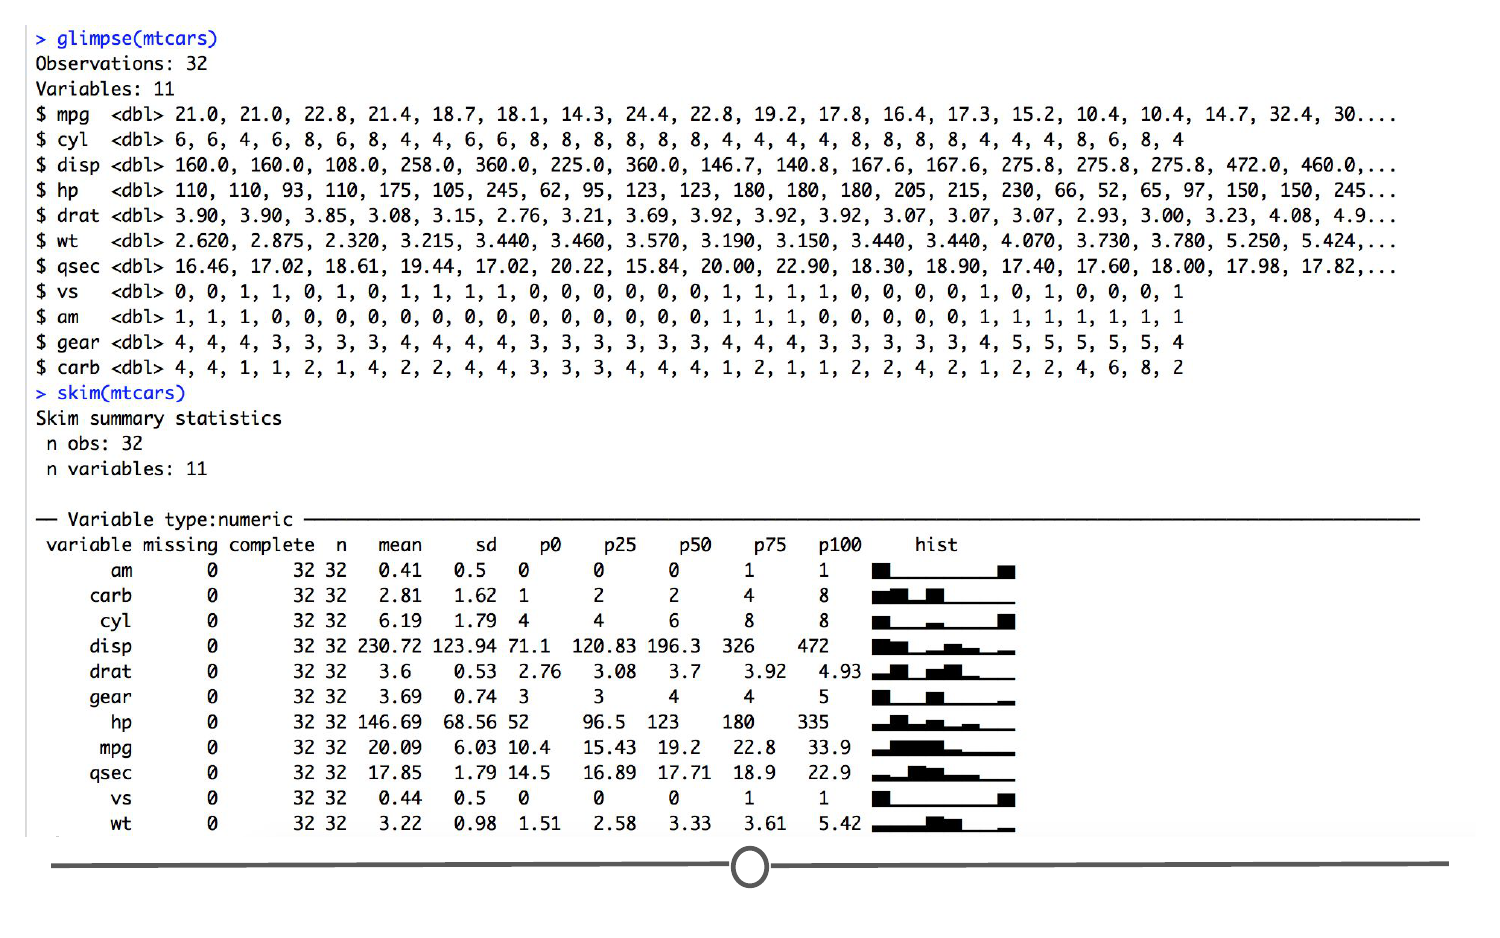 > glimpse(mtcars)
Observations: 32
Variables: 11
$ mpg  <dbl> 21.0, 21.0, 22.8, 21.4, 18.7, 18.1, 14.3, 24.4, 22.8, 19.2, 17.8, 16.4, 17.3, 15.2, 10.4, 10.4, 14.7, 32.4, 30....
$ cyl  <dbl> 6, 6, 4, 6, 8, 6, 8, 4, 4, 6, 6, 8, 8, 8, 8, 8, 8, 4, 4, 4, 4, 8, 8, 8, 8, 4, 4, 4, 8, 6, 8, 4
$ disp <dbl> 160.0, 160.0, 108.0, 258.0, 360.0, 225.0, 360.0, 146.7, 140.8, 167.6, 167.6, 275.8, 275.8, 275.8, 472.0, 460.0,...
$ hp   <dbl> 110, 110, 93, 110, 175, 105, 245, 62, 95, 123, 123, 180, 180, 180, 205, 215, 230, 66, 52, 65, 97, 150, 150, 245...
$ drat <dbl> 3.90, 3.90, 3.85, 3.08, 3.15, 2.76, 3.21, 3.69, 3.92, 3.92, 3.92, 3.07, 3.07, 3.07, 2.93, 3.00, 3.23, 4.08, 4.9...
$ wt   <dbl> 2.620, 2.875, 2.320, 3.215, 3.440, 3.460, 3.570, 3.190, 3.150, 3.440, 3.440, 4.070, 3.730, 3.780, 5.250, 5.424,...
$ qsec <dbl> 16.46, 17.02, 18.61, 19.44, 17.02, 20.22, 15.84, 20.00, 22.90, 18.30, 18.90, 17.40, 17.60, 18.00, 17.98, 17.82,...
$ vs   <dbl> 0, 0, 1, 1, 0, 1, 0, 1, 1, 1, 1, 0, 0, 0, 0, 0, 0, 1, 1, 1, 1, 0, 0, 0, 0, 1, 0, 1, 0, 0, 0, 1
$ am   <dbl> 1, 1, 1, 0, 0, 0, 0, 0, 0, 0, 0, 0, 0, 0, 0, 0, 0, 1, 1, 1, 0, 0, 0, 0, 0, 1, 1, 1, 1, 1, 1, 1
$ gear <dbl> 4, 4, 4, 3, 3, 3, 3, 4, 4, 4, 4, 3, 3, 3, 3, 3, 3, 4, 4, 4, 3, 3, 3, 3, 3, 4, 5, 5, 5, 5, 5, 4
$ carb <dbl> 4, 4, 1, 1, 2, 1, 4, 2, 2, 4, 4, 3, 3, 3, 4, 4, 4, 1, 2, 1, 1, 2, 2, 4, 2, 1, 2, 2, 4, 6, 8, 2
> skim(mtcars)
Skim summary statistics
n obs: 32
n variables: 11
── Variable type:numeric ──
variable missing complete n mean sd p0 p25 p50 p75 p100 hist
am 0 32 32 0.41 0.5 0 0 0 1 1
carb 0 32 32 2.81 1.62 1 2 2 4 8
cyl 0 32 32 6.19 1.79 4 4 6 8 8
disp 0 32 32 230.72 123.94 71.1 120.83 196.3 326 472
drat 0 32 32 3.6 0.53 2.76 3.08 3.7 3.92 4.93
gear 0 32 32 3.69 0.74 3 3 4 4 5
hp 0 32 32 146.69 68.56 52 96.5 123 180 335
mpg 0 32 32 20.09 6.03 10.4 15.43 19.2 22.8 33.9
qsec 0 32 32 17.85 1.79 14.5 16.89 17.71 18.9 22.9
vs 0 32 32 0.44 0.5 0 0 0 1 1
wt 0 32 32 3.22 0.98 1.51 2.58 3.33 3.61 5.42